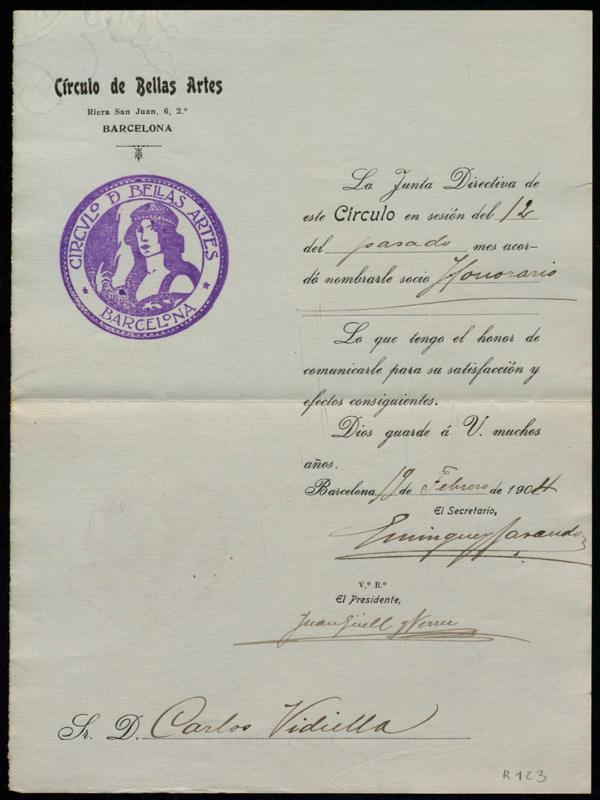 Círculo de Bellas Artes
Riera San Juan, 6, 2.º
BARCELONA
CIRCULO D BELLAS ARTES
BARCELONA
La Junta Directiva de
este Círculo en sesión del 12
del pasado mes acor-
dó nombrarle socio Honorario
Lo que tengo el honor de
comunicarle para su satisfacción y
efectos consiguientes.
Dios guarde á V. muchos
años.
Barcelona de Febrero de 1904
El Secretario,
V.º B.º
El Presidente,
Juan Güell y
Sr. D. Carlos Vidiella
R 123